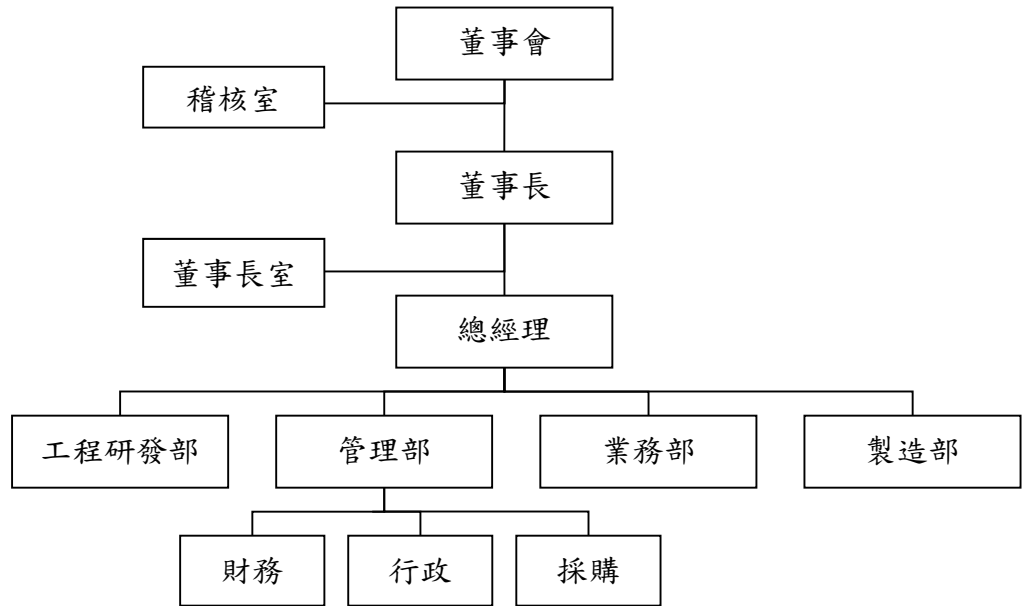 董事會
稽核室
董事長
董事長室
總經理
工程研發部
管理部
業務部
製造部
財務
行政
採購